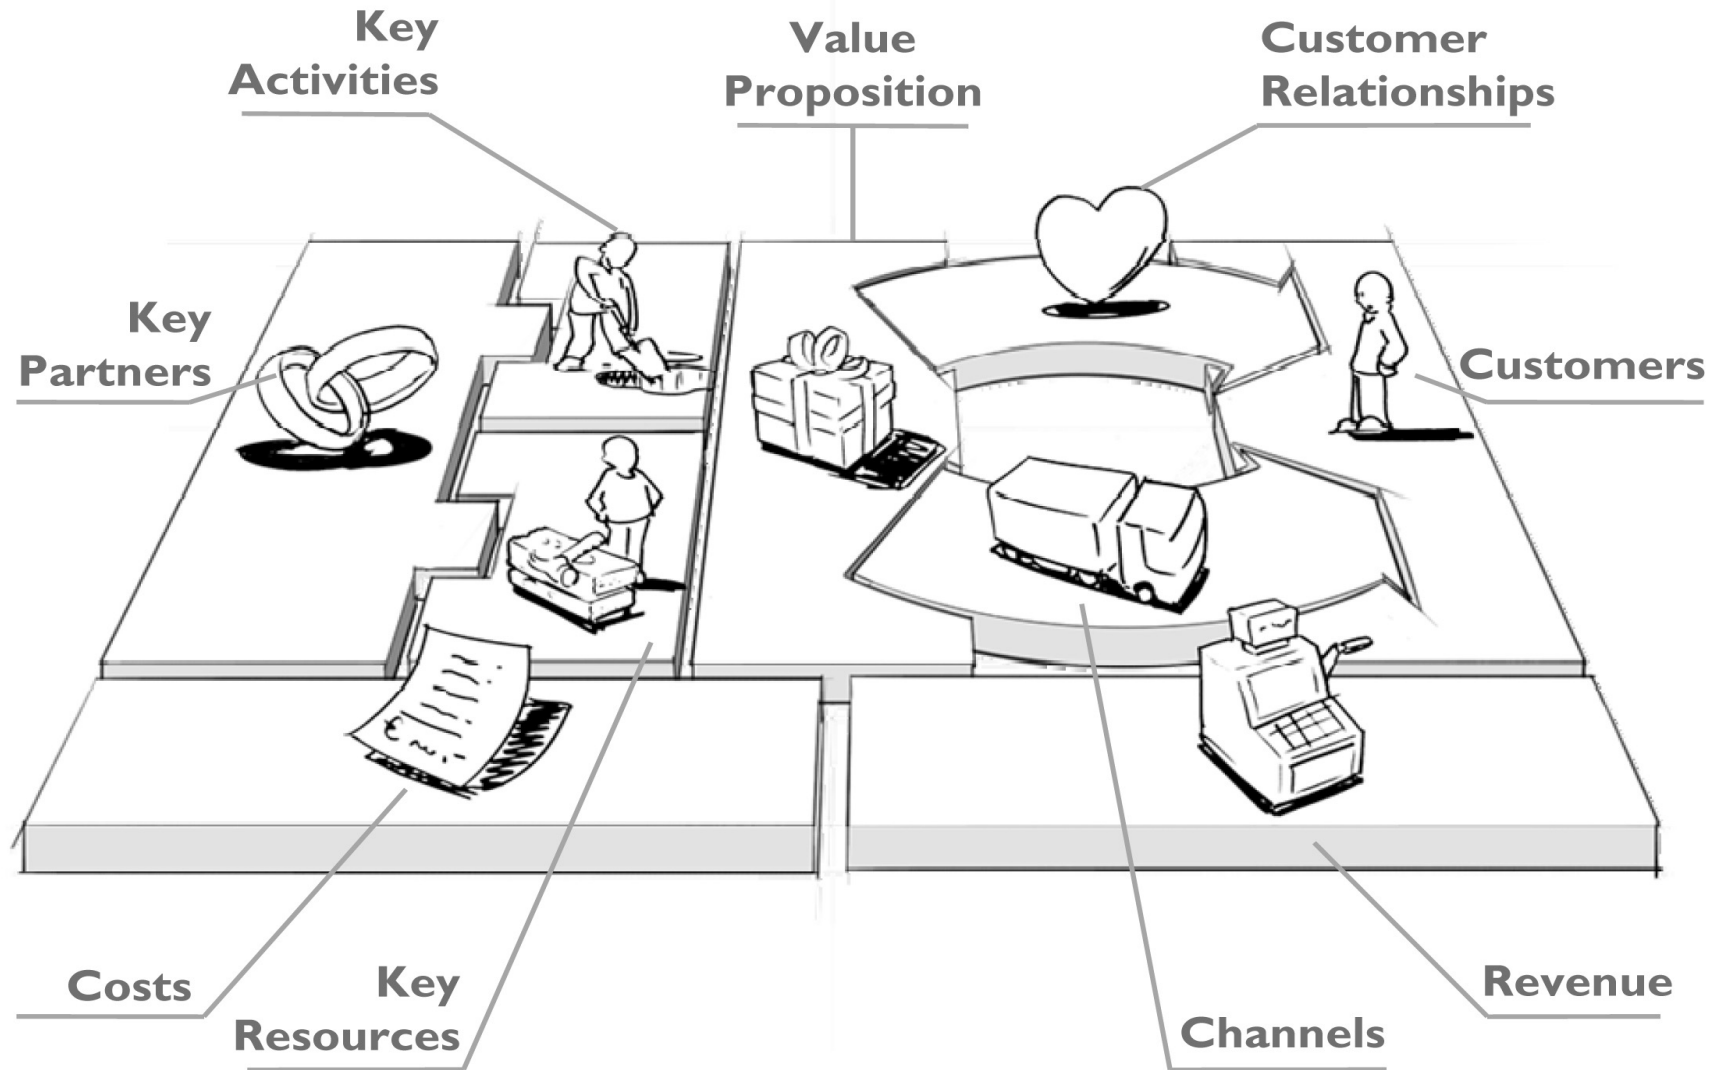 Key
Activities
Value
Proposition
Customer
Relationships
Key
Partners
Customers
Costs
Key
Resources
Channels
Revenue